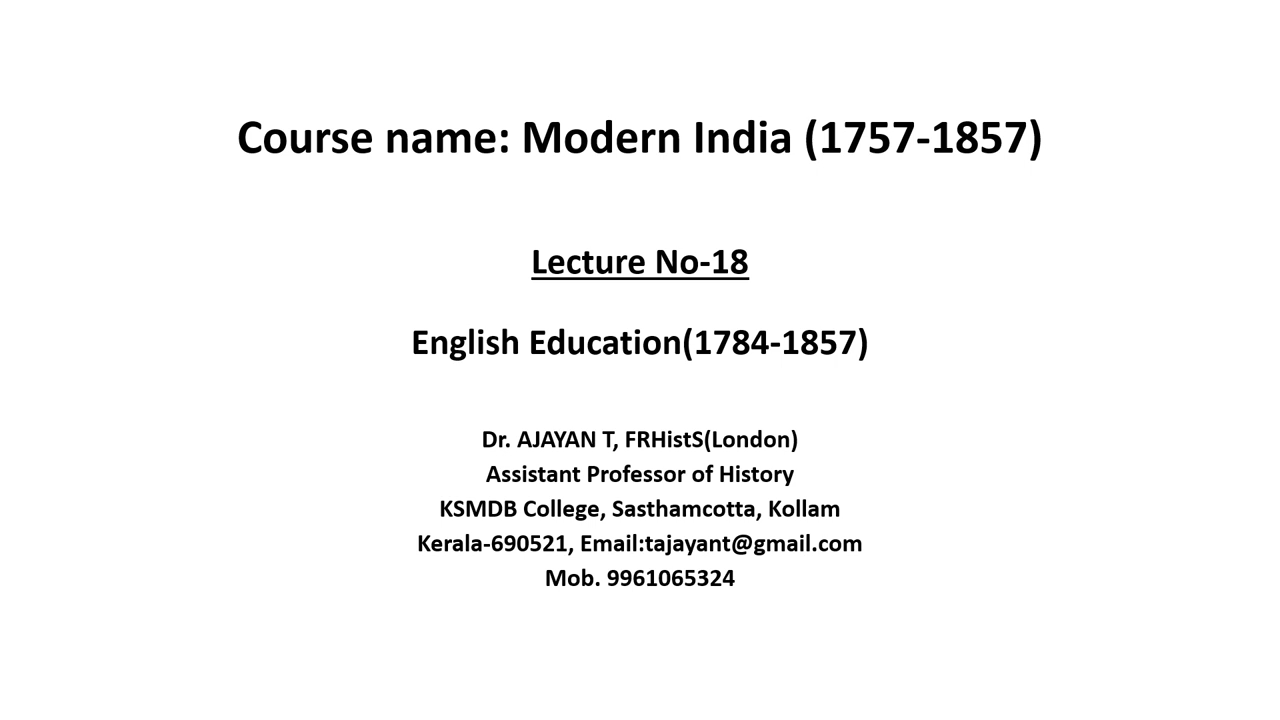 Course name: Modern India (1757-1857)
Lecture No-18
English Education(1784-1857)
Dr. AJAYAN T, FRHistS(London)
Assistant Professor of History
KSMDB College, Sasthamcotta, Kollam
Kerala-690521, Email:tajayant@gmail.com
Mob. 9961065324